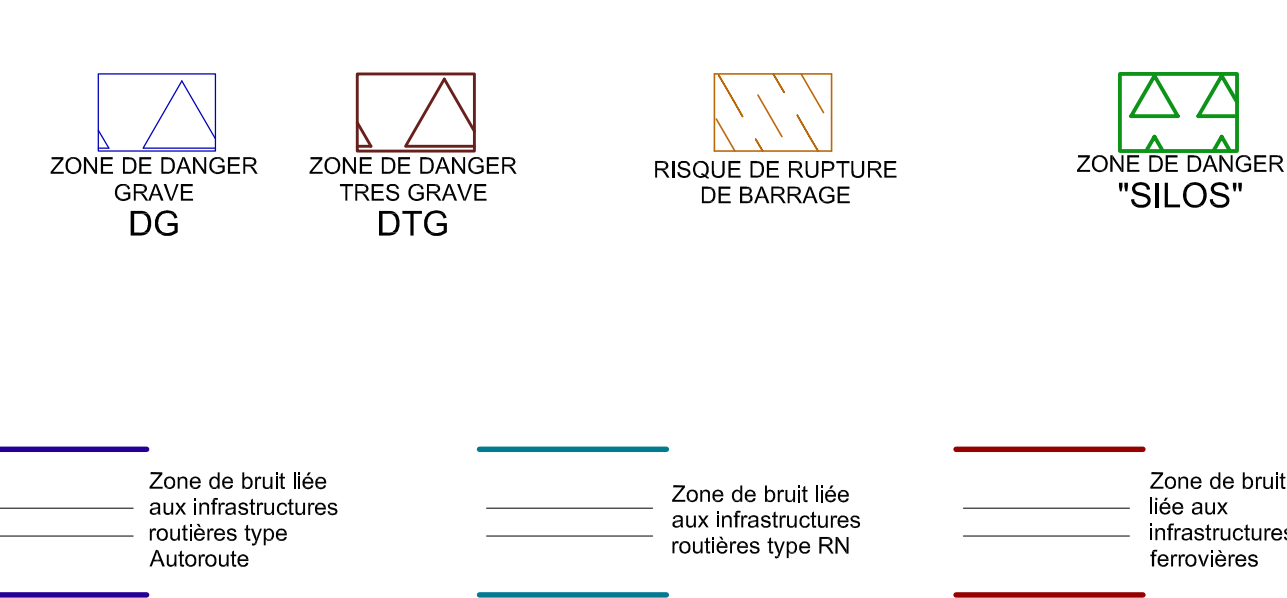 ZONE DE DANGER
GRAVE
DG
ZONE DE DANGER
TRES GRAVE
DTG
RISQUE DE RUPTURE
DE BARRAGE
ZONE DE DANGER
"SILOS"
Zone de bruit liée
aux infrastructures
routières type
Autoroute
Zone de bruit liée
aux infrastructures
routières type RN
Zone de bruit
liée aux
infrastructures
ferrovières